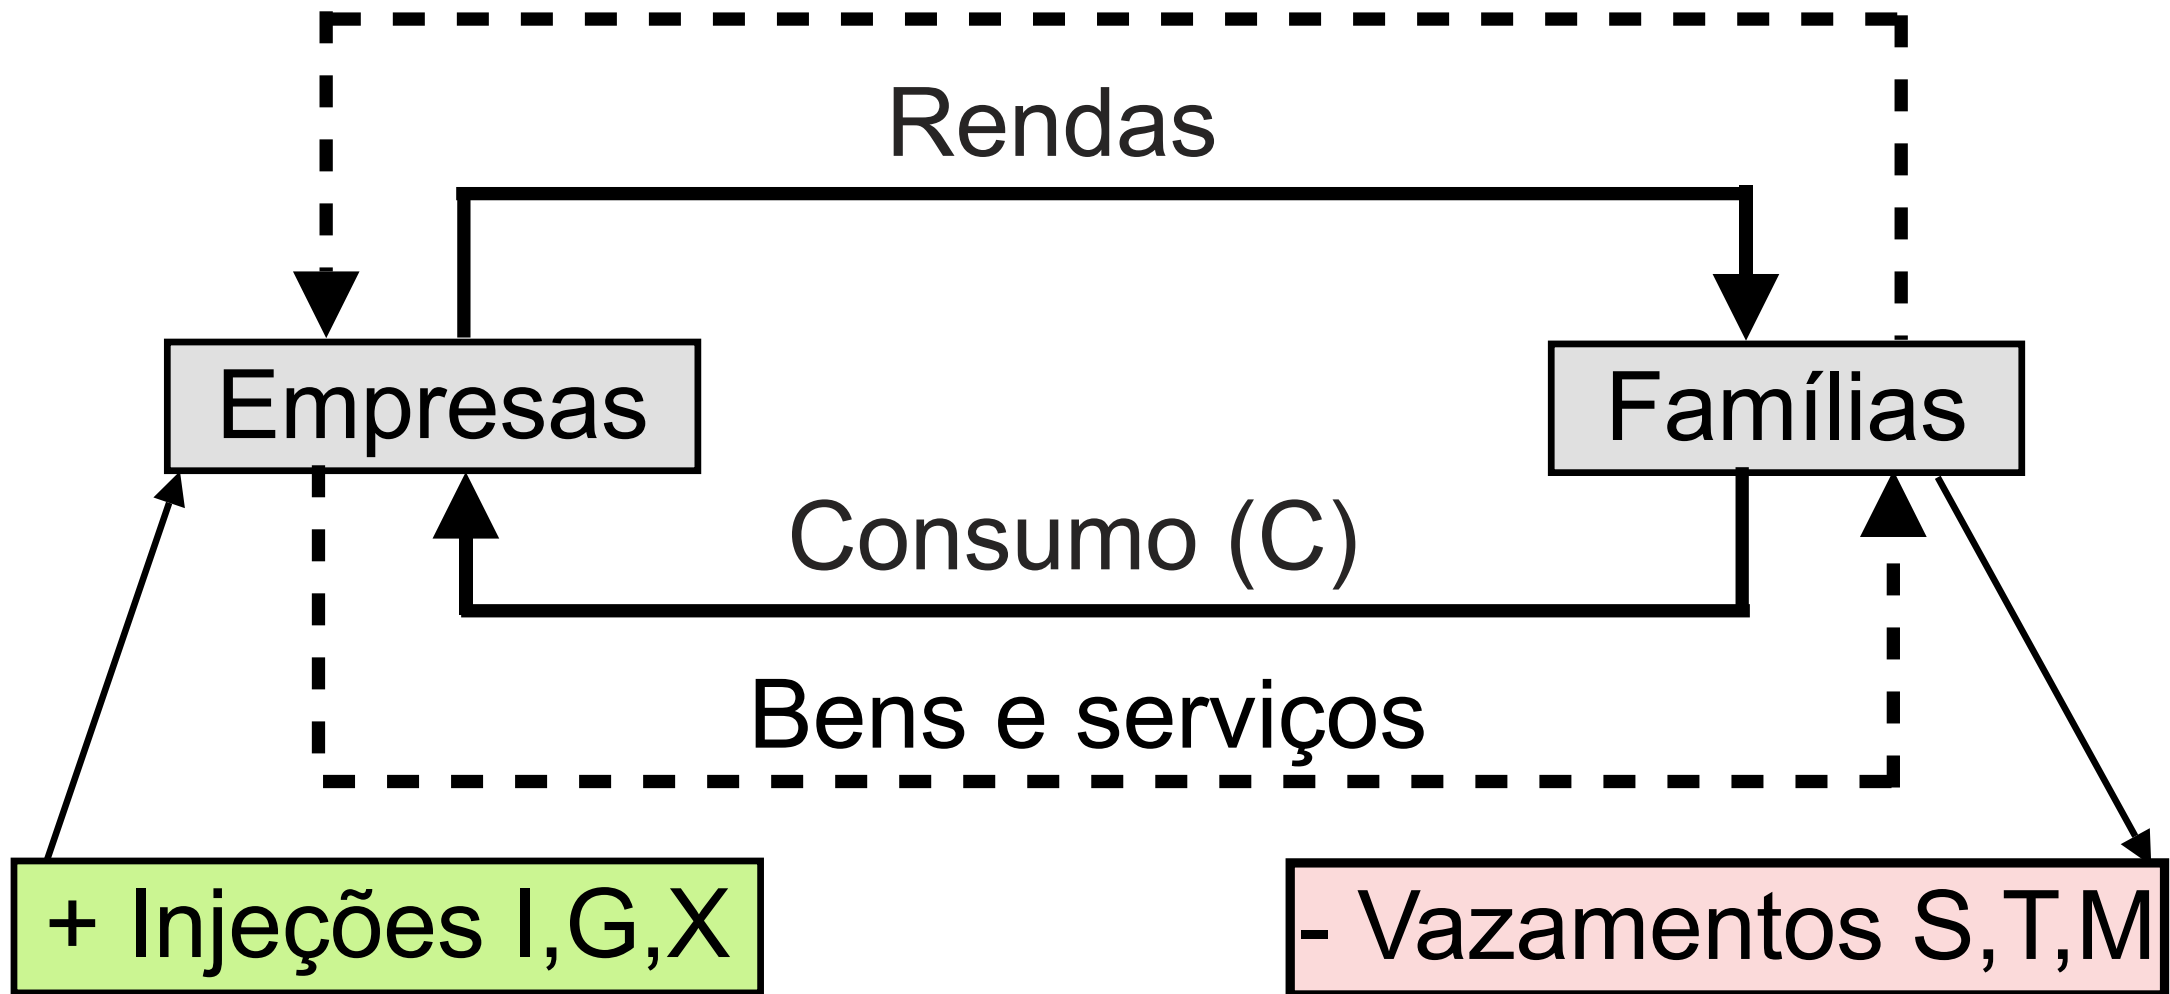 Rendas
Empresas
Famílias
Consumo (C)
Bens e serviços
+ Injeções I,G,X
- Vazamentos S,T,M